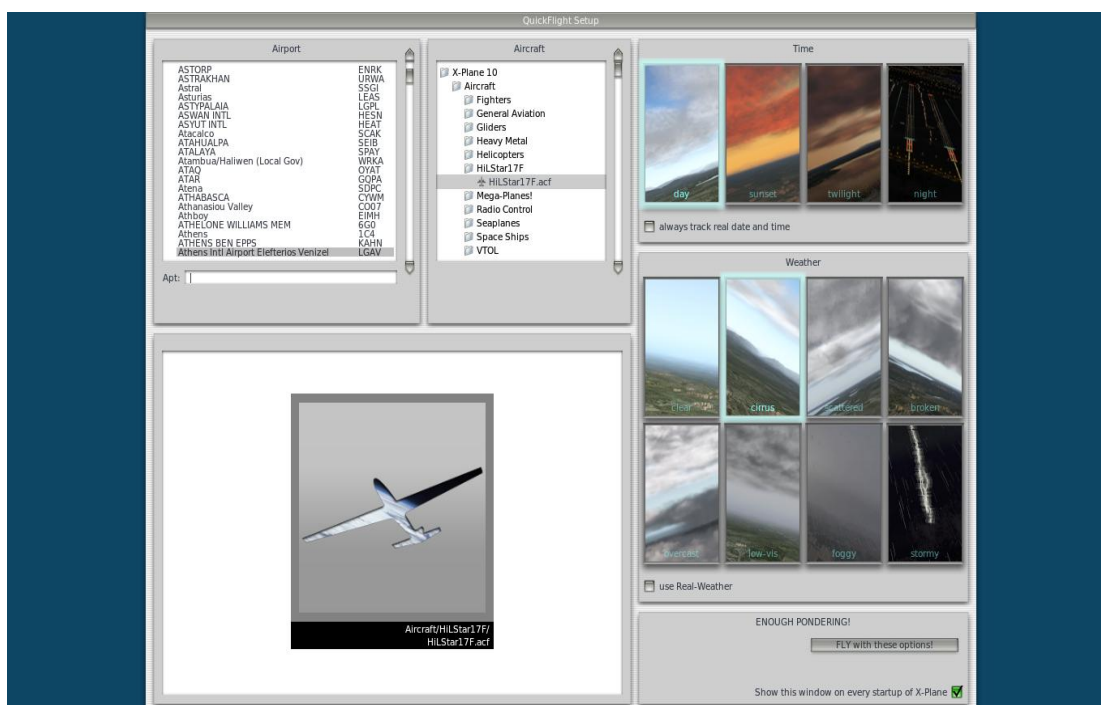 QuickFlight Setup
Airport
ASTORP ENRK
ASTRAKHAN URWA
Astral SSGI
Asturias LEAS
ASTYPALAIA LGPL
ASWAN INTL HESN
ASYUT INTL HEAT
Atacalco SCAK
ATAHUALPA SEIB
ATALAYA SPAY
Atambua/Haliwen (Local Gov) WRKA
ATAQ OYAT
ATAR GQPA
Atena SDPC
ATHABASCA CYWM
Athanasiou Valley CO07
Athboy EIMH
ATHELONE WILLIAMS MEM 6G0
Athens 1C4
ATHENS BEN EPPS KAHN
Athens Intl Airport Elefterios Venizel LGAV
Apt:
Aircraft
X-Plane 10
Aircraft
Fighters
General Aviation
Gliders
Heavy Metal
Helicopters
HiLStar17F
HiLStar17F.acf
Mega-Planes!
Radio Control
Seaplanes
Space Ships
VTOL
Time
day sunset twilight night
always track real date and time
Weather
clear cirrus scattered broken
overcast low-vis foggy stormy
use Real-Weather
Aircraft/HiLStar17F/
HiLStar17F.acf
ENOUGH PONDERING!
FLY with these options!
Show this window on every startup of X-Plane